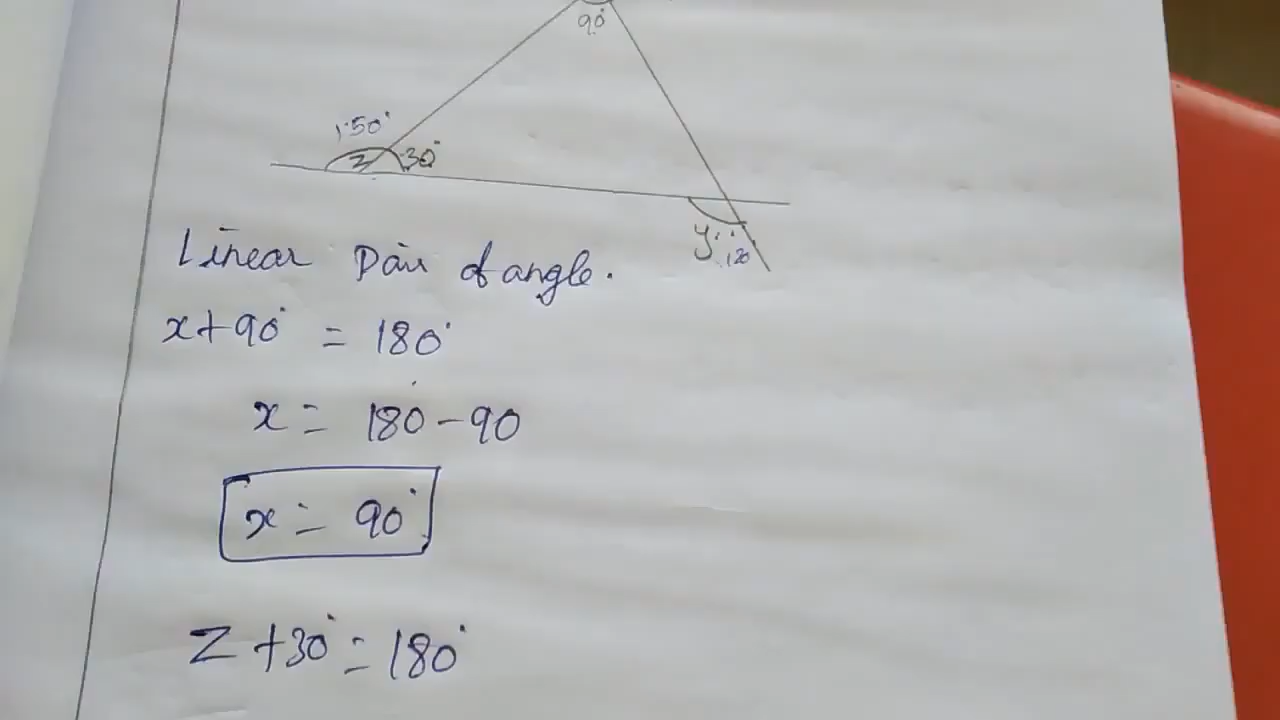 90°
150°
Z 30°
y 120
Linear Pair of angle.
x + 90° = 180°
x = 180 - 90
x = 90°
Z + 30° = 180°